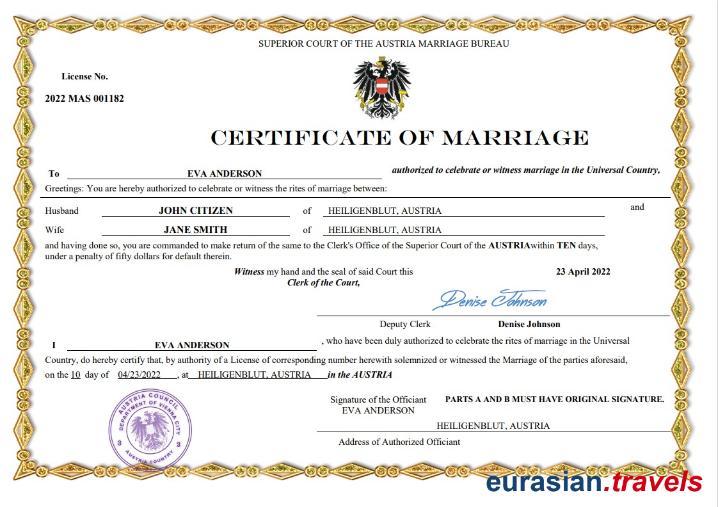 SUPERIOR COURT OF THE AUSTRIA MARRIAGE BUREAU
License No.
2022 MAS 001182
CERTIFICATE OF MARRIAGE
To EVA ANDERSON authorized to celebrate or witness marriage in the Universal Country,
Greetings: You are hereby authorized to celebrate or witness the rites of marriage between:
Husband JOHN CITIZEN of HEILIGENBLUT, AUSTRIA and
Wife JANE SMITH of HEILIGENBLUT, AUSTRIA
and having done so, you are commanded to make return of the same to the Clerk's Office of the Superior Court of the AUSTRIAwithin TEN days,
under a penalty of fifty dollars for default therein.
Witness my hand and the seal of said Court this 23 April 2022
Clerk of the Court,
Denise Johnson
Deputy Clerk Denise Johnson
I EVA ANDERSON , who have been duly authorized to celebrate the rites of marriage in the Universal
Country, do hereby certify that, by authority of a License of corresponding number herewith solemnized or witnessed the Marriage of the parties aforesaid,
on the 10 day of 04/23/2022 , at HEILIGENBLUT, AUSTRIA in the AUSTRIA
AUSTRIA COUNCIL
DEPARTMENT OF VIENNA CITY
3 3
AUSTRIA COUNTRY
Signature of the Officiant PARTS A AND B MUST HAVE ORIGINAL SIGNATURE.
EVA ANDERSON
HEILIGENBLUT, AUSTRIA
Address of Authorized Officiant
eurasian.travels